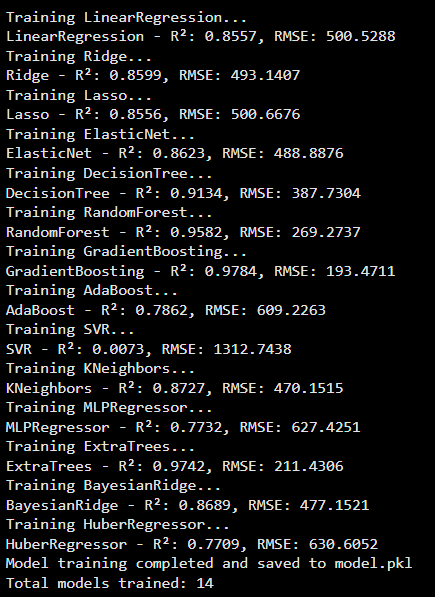 Training LinearRegression...
LinearRegression - R²: 0.8557, RMSE: 500.5288
Training Ridge...
Ridge - R²: 0.8599, RMSE: 493.1407
Training Lasso...
Lasso - R²: 0.8556, RMSE: 500.6676
Training ElasticNet...
ElasticNet - R²: 0.8623, RMSE: 488.8876
Training DecisionTree...
DecisionTree - R²: 0.9134, RMSE: 387.7304
Training RandomForest...
RandomForest - R²: 0.9582, RMSE: 269.2737
Training GradientBoosting...
GradientBoosting - R²: 0.9784, RMSE: 193.4711
Training AdaBoost...
AdaBoost - R²: 0.7862, RMSE: 609.2263
Training SVR...
SVR - R²: 0.0073, RMSE: 1312.7438
Training KNeighbors...
KNeighbors - R²: 0.8727, RMSE: 470.1515
Training MLPRegressor...
MLPRegressor - R²: 0.7732, RMSE: 627.4251
Training ExtraTrees...
ExtraTrees - R²: 0.9742, RMSE: 211.4306
Training BayesianRidge...
BayesianRidge - R²: 0.8689, RMSE: 477.1521
Training HuberRegressor...
HuberRegressor - R²: 0.7709, RMSE: 630.6052
Model training completed and saved to model.pkl
Total models trained: 14